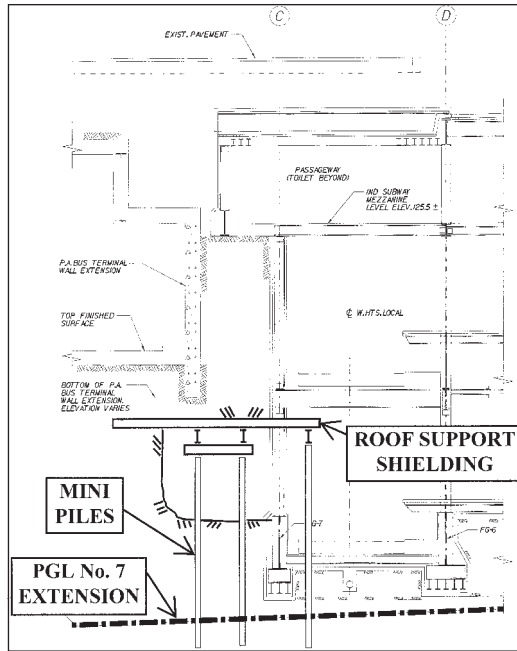 C
D
EXIST. PAVEMENT
PASSAGEWAY
(TOILET BEYOND)
IND SUBWAY
MEZZANINE
LEVEL ELEV.125.5 ±
P.A.BUS TERMINAL
WALL EXTENSION
TOP FINISHED
SURFACE
W.HTS.LOCAL
BOTTOM OF P.A.
BUS TERMINAL
WALL EXTENSION.
ELEVATION VARIES
ROOF SUPPORT
SHIELDING
MINI
PILES
G-7
FG-6
PGL No. 7
EXTENSION